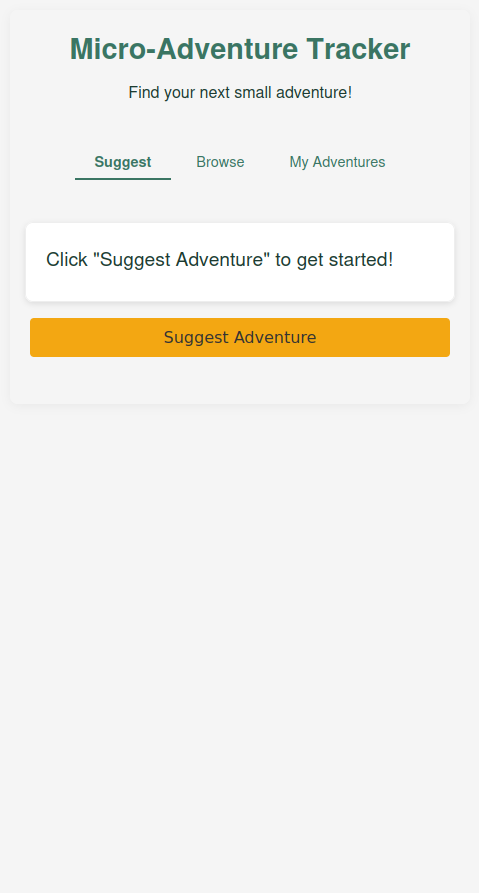 Micro-Adventure Tracker
Find your next small adventure!
Suggest Browse My Adventures
Click "Suggest Adventure" to get started!
Suggest Adventure